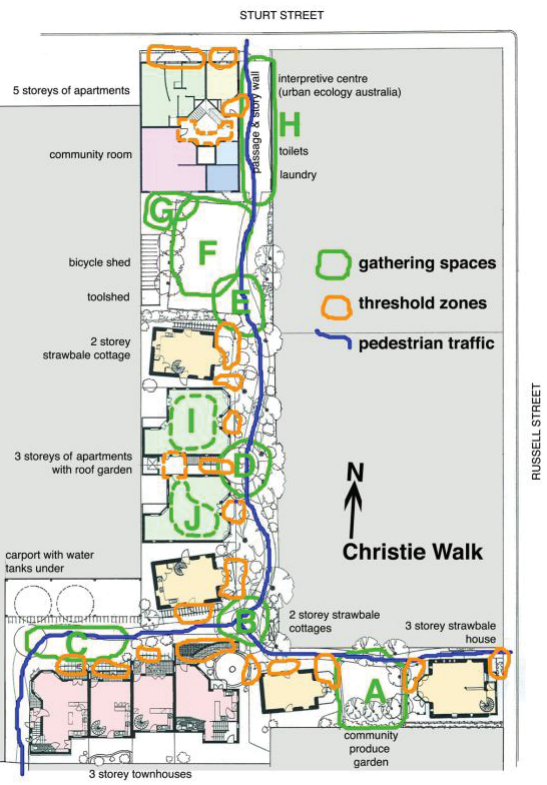 STURT STREET
5 storeys of apartments
interpretive centre
(urban ecology australia)
passage & story wall
H
toilets
community room
laundry
G
F
bicycle shed
gathering spaces
E
toolshed
threshold zones
2 storey
strawbale cottage
pedestrian traffic
RUSSELL STREET
I
3 storeys of apartments
with roof garden
D
N
J
Christie Walk
carport with water
tanks under
B
2 storey strawbale
cottages
3 storey strawbale
house
C
A
community
produce
garden
3 storey townhouses